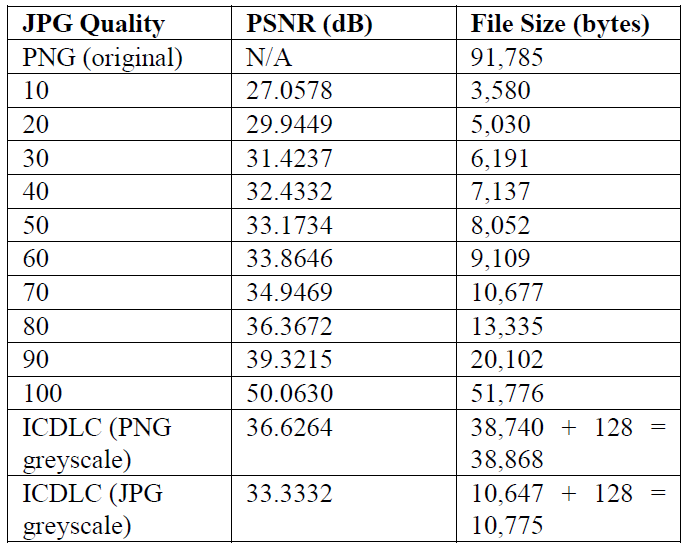 JPG Quality PSNR (dB) File Size (bytes)
PNG (original) N/A 91,785
10 27.0578 3,580
20 29.9449 5,030
30 31.4237 6,191
40 32.4332 7,137
50 33.1734 8,052
60 33.8646 9,109
70 34.9469 10,677
80 36.3672 13,335
90 39.3215 20,102
100 50.0630 51,776
ICDLC (PNG 36.6264 38,740 + 128 =
greyscale) 38,868
ICDLC (JPG 33.3332 10,647 + 128 =
greyscale) 10,775